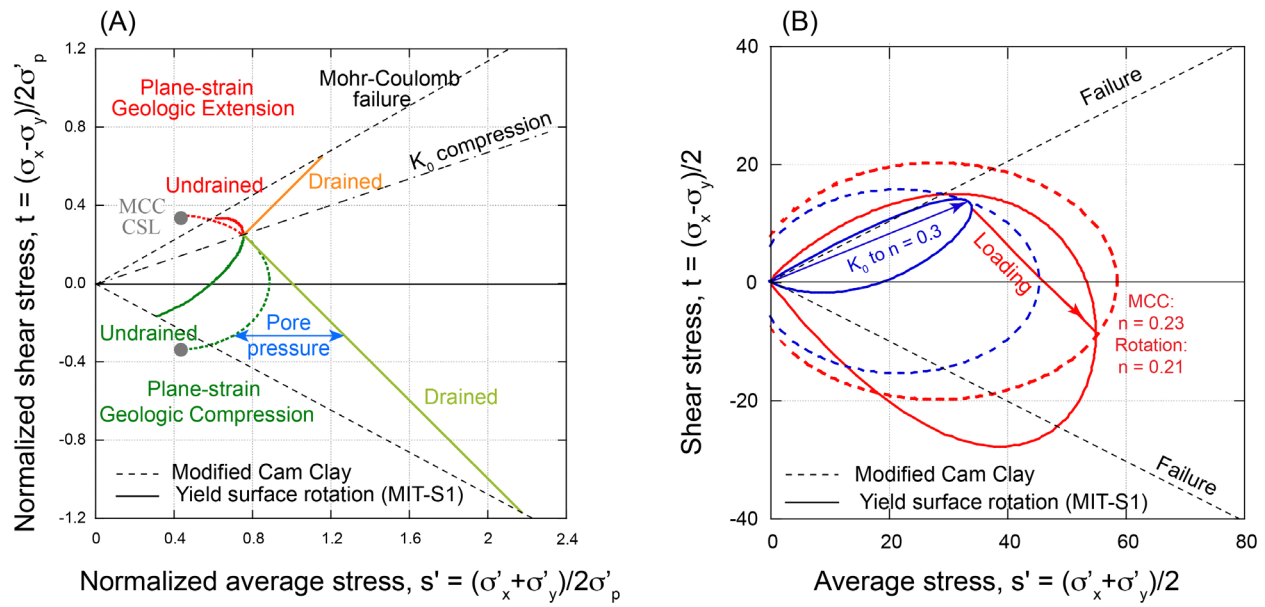 (A)
1.2
0.8
0.4
0.0
-0.4
-0.8
-1.2
0
0.4
0.8
1.2
1.6
2
2.4
Normalized shear stress, t = (σx-σy)/2σ'p
Normalized average stress, s' = (σ'x+σ'y)/2σ'p
Plane-strain
Geologic Extension
Mohr-Coulomb
failure
K0 compression
Undrained
Drained
MCC
CSL
Undrained
Pore
pressure
Plane-strain
Geologic Compression
Drained
Modified Cam Clay
Yield surface rotation (MIT-S1)
(B)
40
20
0
-20
-40
0
20
40
60
80
Shear stress, t = (σx-σy)/2
Average stress, s' = (σ'x+σ'y)/2
Failure
K0 to n = 0.3
Loading
MCC:
n = 0.23
Rotation:
n = 0.21
Modified Cam Clay
Yield surface rotation (MIT-S1)
Failure